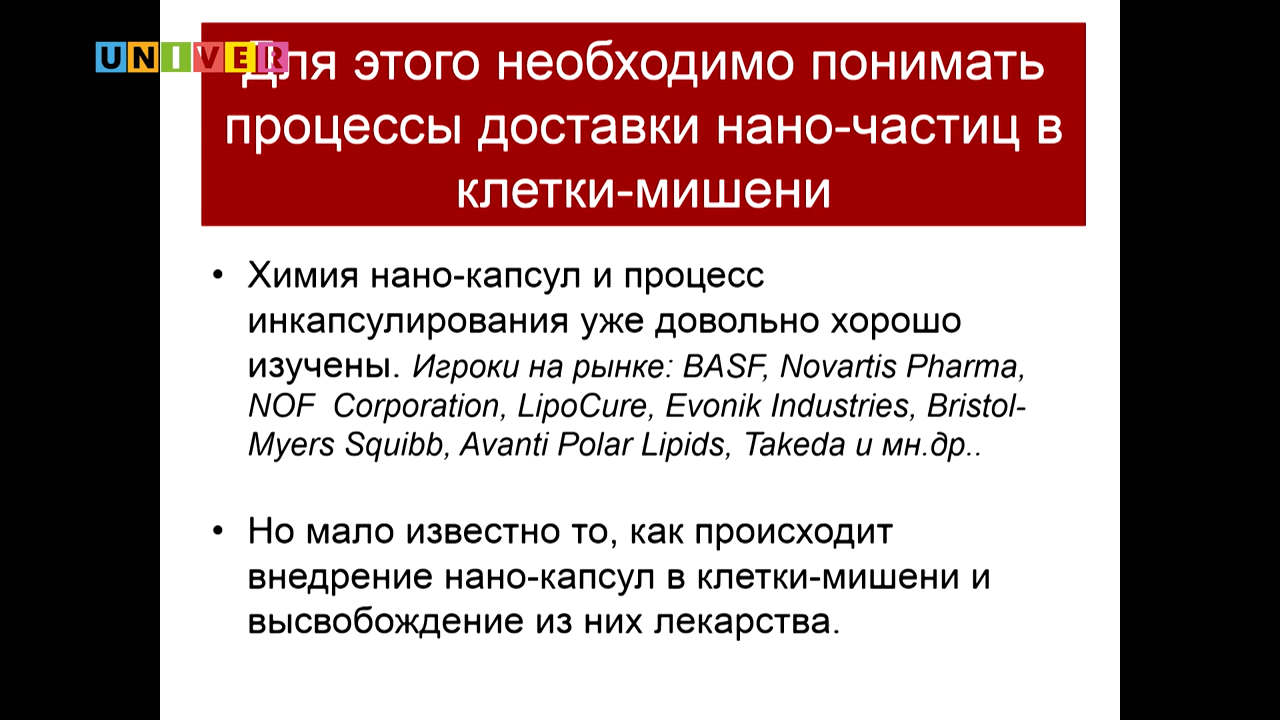 UNIVER
Для этого необходимо понимать
процессы доставки нано-частиц в
клетки-мишени
• Химия нано-капсул и процесс
инкапсулирования уже довольно хорошо
изучены. Игроки на рынке: BASF, Novartis Pharma,
NOF Corporation, LipoCure, Evonik Industries, Bristol-
Myers Squibb, Avanti Polar Lipids, Takeda и мн.др..
• Но мало известно то, как происходит
внедрение нано-капсул в клетки-мишени и
высвобождение из них лекарства.